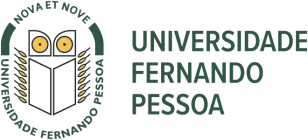 NOVA ET NOVE
UNIVERSIDADE FERNANDO PESSOA
UNIVERSIDADE
FERNANDO
PESSOA